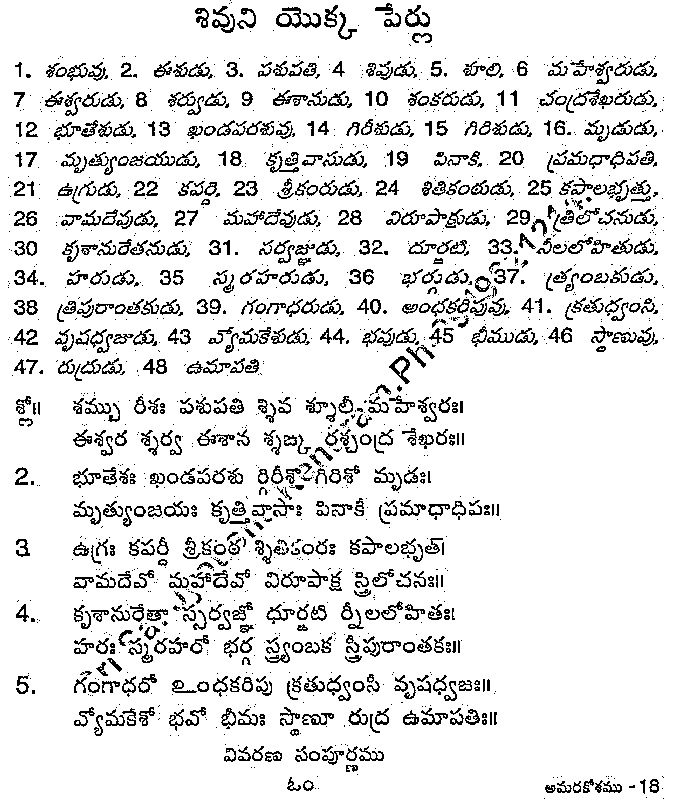 శివుని యొక్క పేర్లు
1. శంభువు, 2. ఈశుడు, 3. పశుపతి, 4 శివుడు, 5. శూలి, 6 మహేశ్వరుడు,
7 ఈశ్వరుడు, 8 శర్వుడు, 9 ఈశానుడు, 10 శంకరుడు, 11 చంద్రశేఖరుడు,
12 భూతేశుడు, 13 ఖండపరశువు, 14 గిరీశుడు, 15 గిరిశుడు, 16. మృడుడు,
17 మృత్యుంజయుడు, 18 కృత్తివాసుడు, 19 పినాకి, 20 ప్రమధాధిపతి,
21 ఉగ్రుడు, 22 కపర్ది, 23 శ్రీకంఠుడు, 24 శితికంఠుడు, 25 కపాలభృత్తు,
26 వామదేవుడు, 27 మహాదేవుడు, 28 విరూపాక్షుడు, 29. త్రిలోచనుడు,
30 కృశానురేతనుడు, 31. సర్వజ్ఞుడు, 32. దూర్జటి, 33. నీలలోహితుడు,
34. హరుడు, 35 స్మరహరుడు, 36 భర్గుడు, 37. త్ర్యంబకుడు,
38 త్రిపురాంతకుడు, 39. గంగాధరుడు, 40. అంధకరిపువు, 41. క్రతుధ్వంసి,
42 వృషధ్వజుడు, 43 వ్యోమకేశుడు, 44. భవుడు, 45 భీముడు, 46 స్థాణువు,
47. రుద్రుడు, 48 ఉమాపతి
శ్లో॥ శమ్భు రీశః పశుపతి శ్శివ శ్శూలీ మహేశ్వరః।
ఈశ్వర శ్శర్వ ఈశాన శ్శఙ్క రశ్చంద్ర శేఖరః॥
2. భూతేశః ఖండపరశు ర్గిరీశో గిరిశో మృడః।
మృత్యుంజయః కృత్తివాసాః పినాకీ ప్రమాధాధిపః॥
3 ఉగ్రః కపర్దీ శ్రీకంఠ శ్శితికంఠః కపాలభృత్।
వామదేవో మహాదేవో విరూపాక్ష స్త్రిలోచనః॥
4. కృశానురేతా స్సర్వజ్ఞో ధూర్జటి ర్నీలలోహితః।
హరః స్మరహరో భర్గ స్త్ర్యంబక స్త్రిపురాంతకః॥
5. గంగాధరో ఽంధకరిపు క్రతుధ్వంసీ వృషధ్వజః॥
వ్యోమకేశో భవో భీమః స్థాణూ రుద్ర ఉమాపతిః॥
వివరణ సంపూర్ణము
ఓం
అమరకోశము - 18